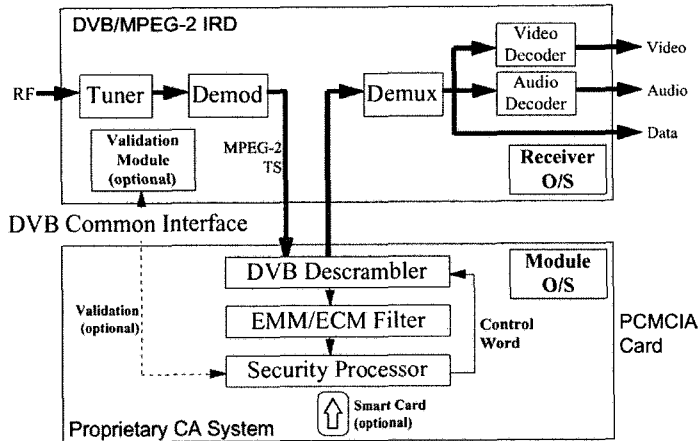 DVB/MPEG-2 IRD
Video
Decoder
Video
RF
Tuner
Demod
Demux
Audio
Decoder
Audio
Data
Validation
Module
(optional)
MPEG-2
TS
Receiver
O/S
DVB Common Interface
DVB Descrambler
Module
O/S
Validation
(optional)
EMM/ECM Filter
Control
Word
PCMCIA
Card
Security Processor
Smart Card
(optional)
Proprietary CA System